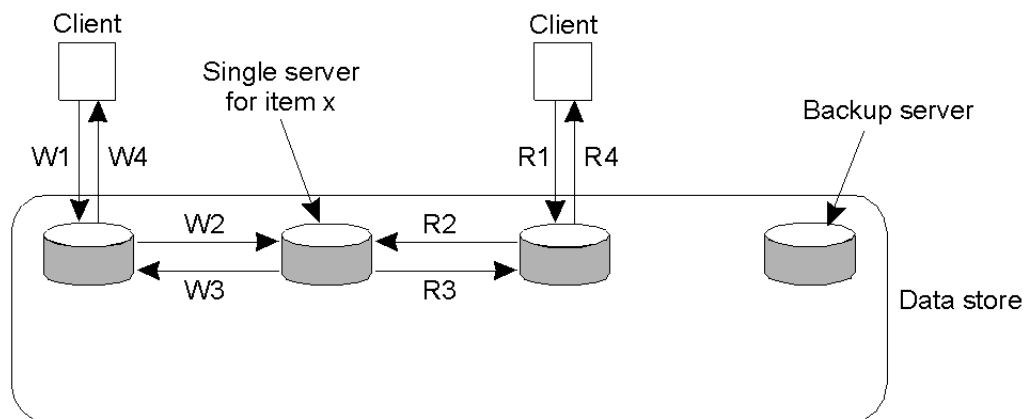 Client
Client
Single server
for item x
Backup server
W1
W4
R1
R4
W2
R2
W3
R3
Data store